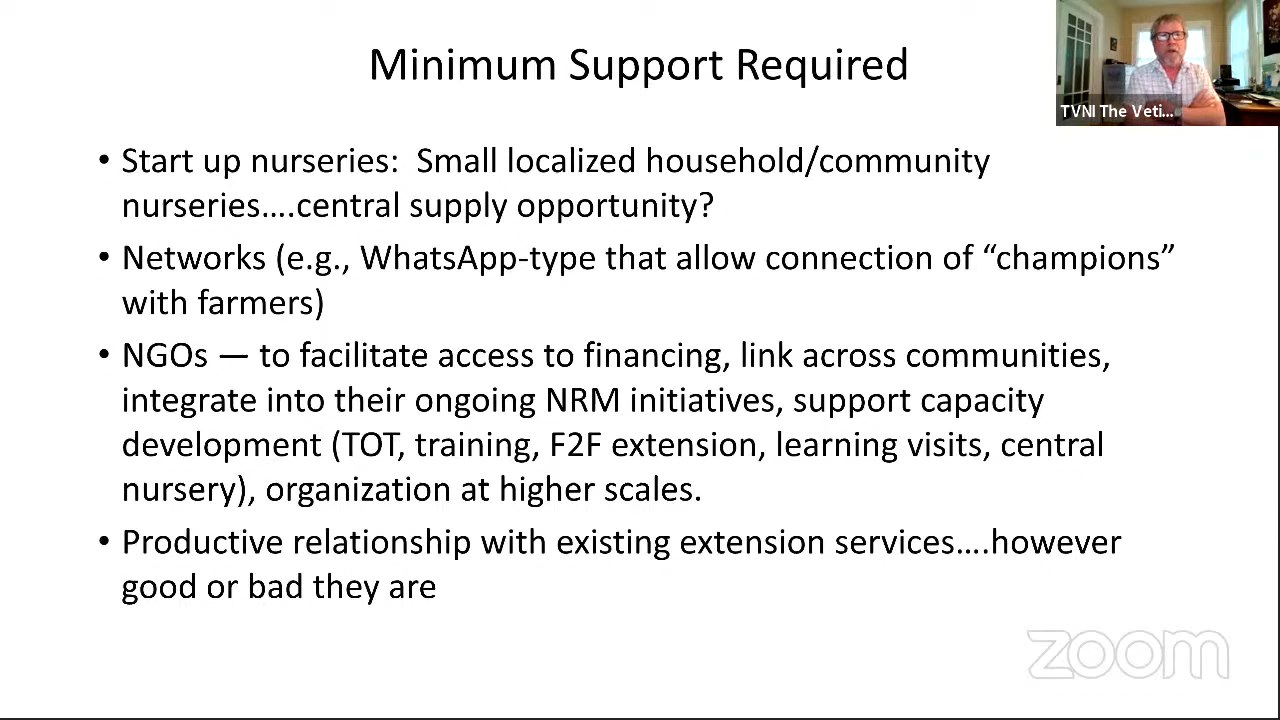 Minimum Support Required
TVNI The Veti...
• Start up nurseries:  Small localized household/community
nurseries....central supply opportunity?
• Networks (e.g., WhatsApp-type that allow connection of “champions”
with farmers)
• NGOs — to facilitate access to financing, link across communities,
integrate into their ongoing NRM initiatives, support capacity
development (TOT, training, F2F extension, learning visits, central
nursery), organization at higher scales.
• Productive relationship with existing extension services....however
good or bad they are
zoom